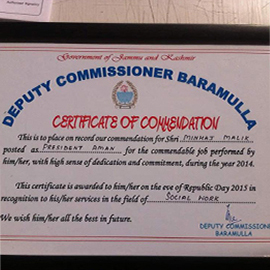 Government of Jammu and Kashmir
DEPUTY COMMISSIONER BARAMULLA
CERTIFICATE OF COMMENDATION
This is to place on record our commendation for Shri MINHAJ MALIK
posted as PRESIDENT AMAN for the commendable job performed by
him/her, with high sense of dedication and commitment, during the year 2014.
This certificate is awarded to him/her on the eve of Republic Day 2015 in
recognition to his/her services in the field of SOCIAL WORK
We wish him/her all the best in future.
DEPUTY COMMISSIONER
BARAMULLA